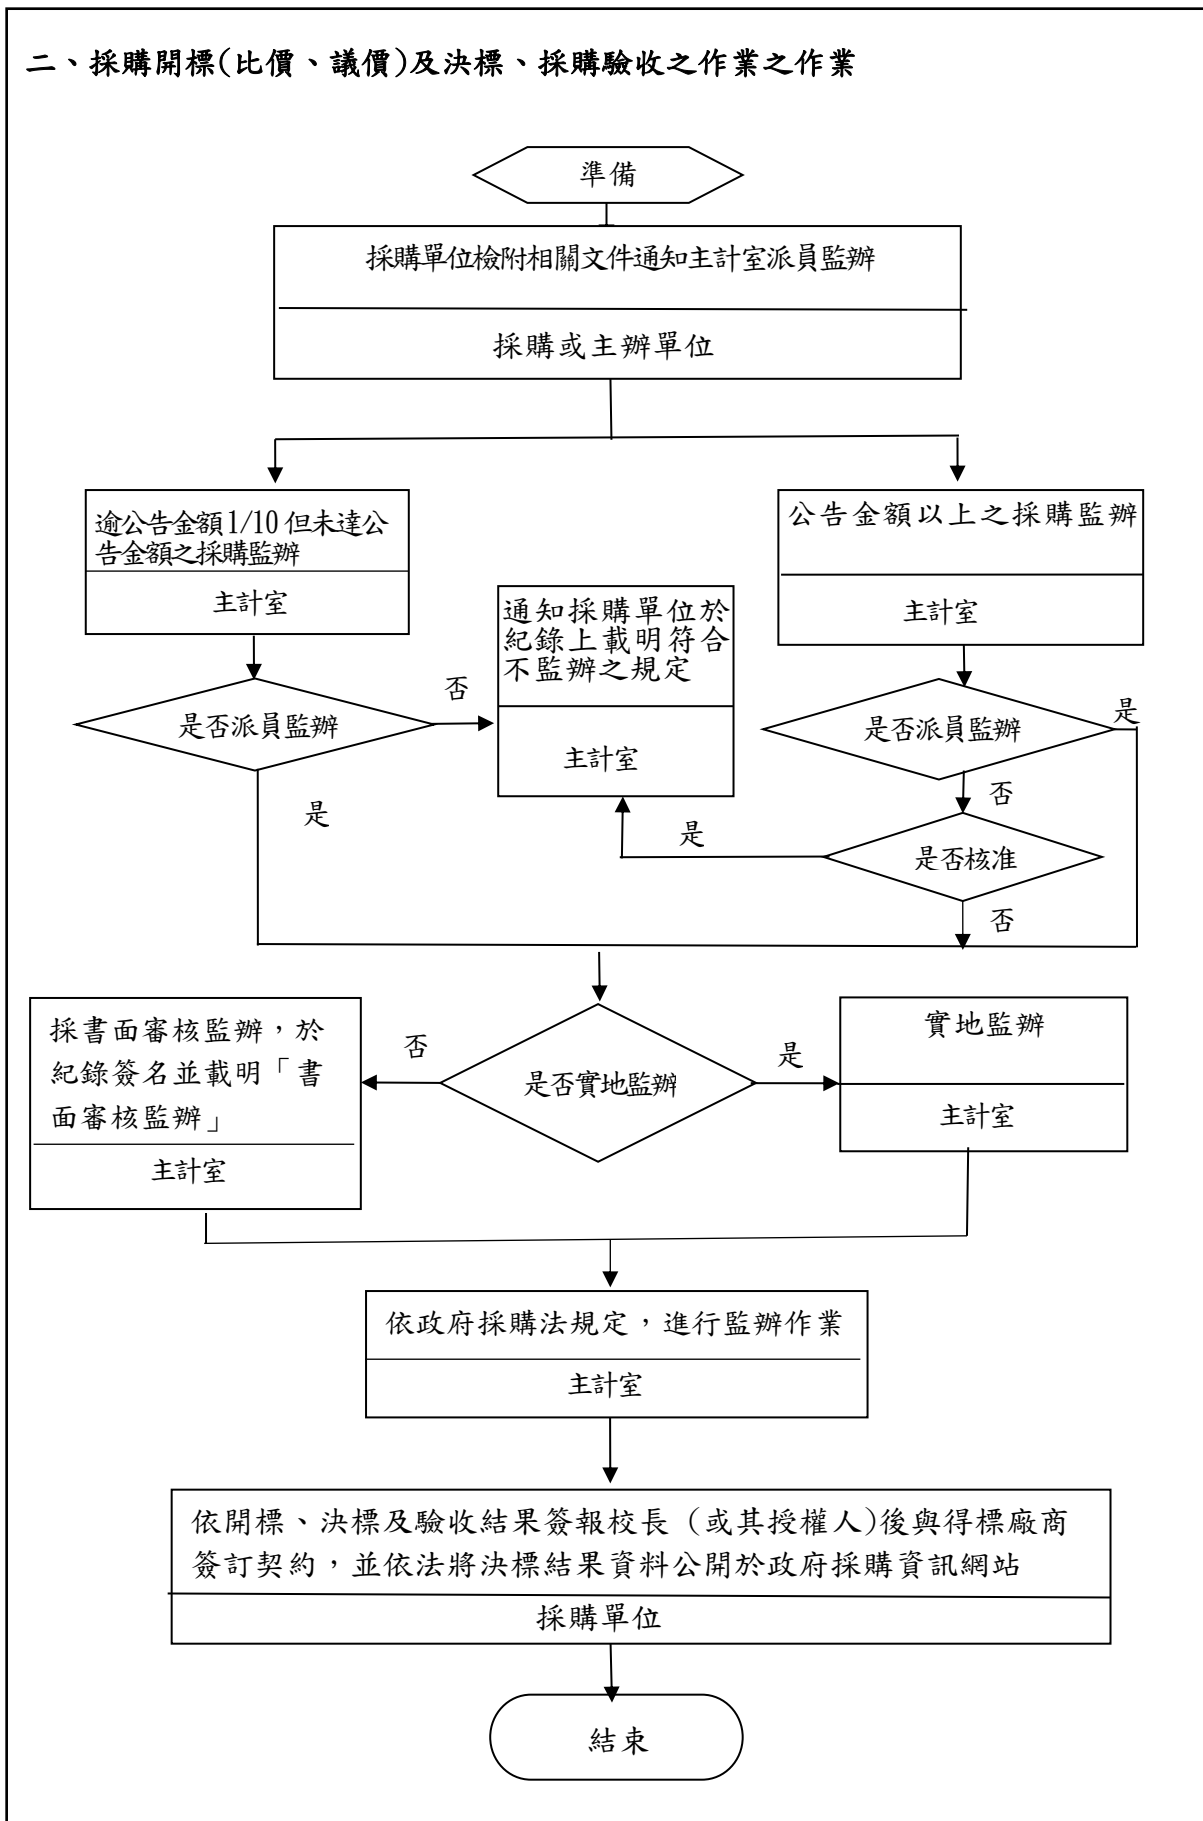 二、採購開標(比價、議價)及決標、採購驗收之作業之作業
準備
採購單位檢附相關文件通知主計室派員監辦
採購或主辦單位
逾公告金額1/10但未達公
告金額之採購監辦
主計室
公告金額以上之採購監辦
主計室
通知採購單位於
紀錄上載明符合
不監辦之規定
主計室
是否派員監辦
否
是
是否派員監辦
是
否
是否核准
是
否
採書面審核監辦，於
紀錄簽名並載明「書
面審核監辦」
主計室
否
是否實地監辦
是
實地監辦
主計室
依政府採購法規定，進行監辦作業
主計室
依開標、決標及驗收結果簽報校長（或其授權人)後與得標廠商
簽訂契約，並依法將決標結果資料公開於政府採購資訊網站
採購單位
結束